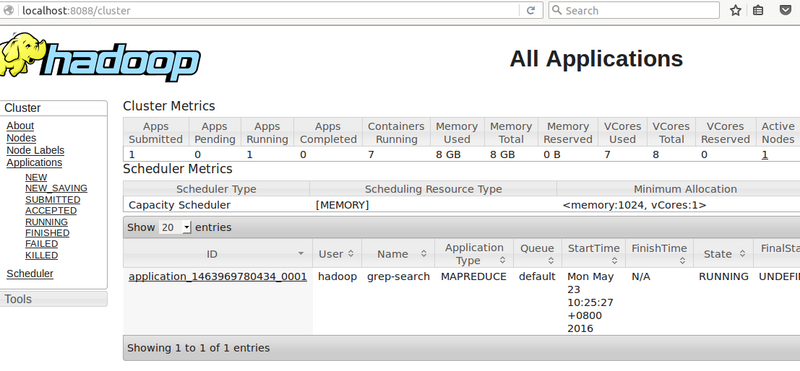 localhost:8088/cluster
Search
hadoop
All Applications
Cluster
About
Nodes
Node Labels
Applications
NEW
NEW_SAVING
SUBMITTED
ACCEPTED
RUNNING
FINISHED
FAILED
KILLED
Scheduler
Tools
Cluster Metrics
Apps Submitted Apps Pending Apps Running Apps Completed Containers Running Memory Used Memory Total Memory Reserved VCores Used VCores Total VCores Reserved Active Nodes
1 0 1 0 7 8 GB 8 GB 0 B 7 8 0 1
Scheduler Metrics
Scheduler Type Scheduling Resource Type Minimum Allocation
Capacity Scheduler [MEMORY] <memory:1024, vCores:1>
Show 20 entries
ID User Name Application Type Queue StartTime FinishTime State FinalSta
application_1463969780434_0001 hadoop grep-search MAPREDUCE default Mon May 23 10:25:27 +0800 2016 N/A RUNNING UNDEFI
Showing 1 to 1 of 1 entries